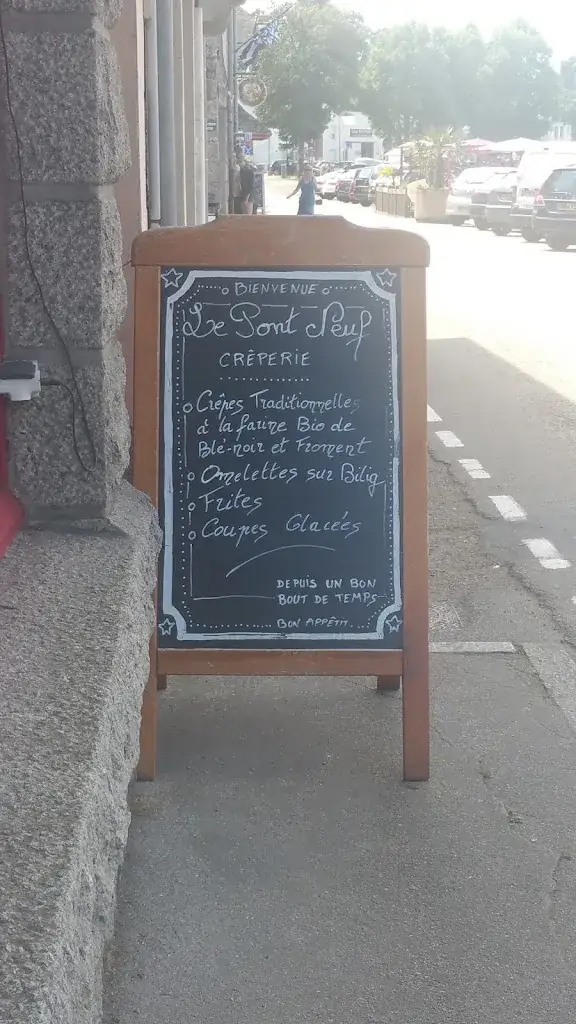 BIENVENUE
Le Pont Neuf
CRÊPERIE
Crêpes Traditionnelles
à la farine Bio de
Blé-noir et Froment
Omelettes sur Bilig
Frites
Coupes Glacées
DEPUIS UN BON
BOUT DE TEMPS
BON APPÉTIT